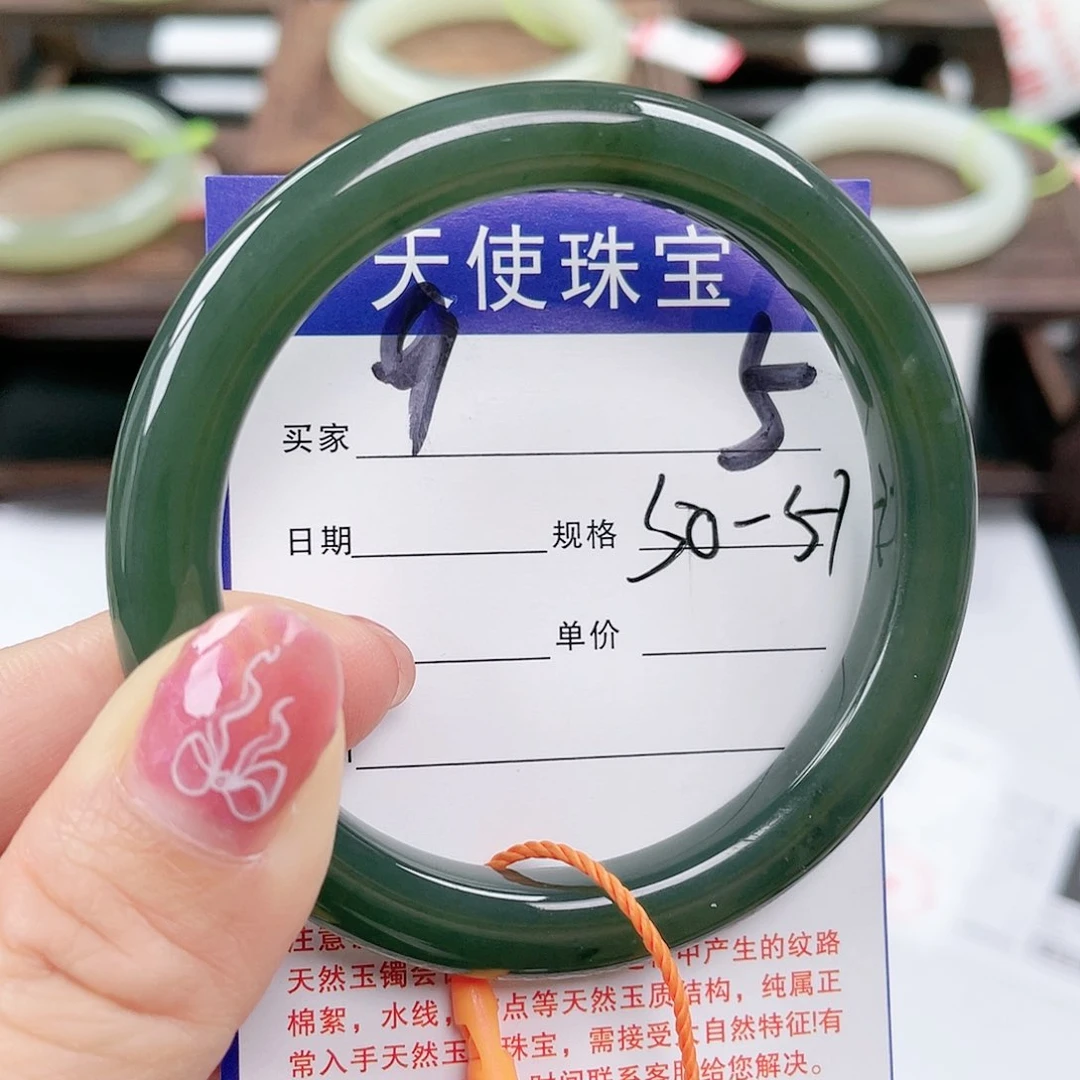 天使珠宝
9 5
买家
日期 规格 50-51
单价
注意 中产生的纹路
天然玉镯会
棉絮，水线， 点等天然玉质结构，纯属正
常入手天然玉 珠宝，需接受 自然特征!有
时间联系客服给您解决。